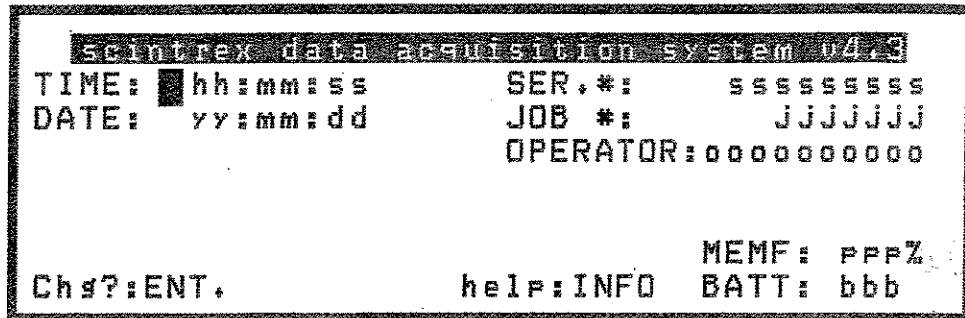 scintrex data acquisition system v4.3
TIME: hh:mm:ss SER.#: sssssssss
DATE: yy:mm:dd JOB #: jjjjjjj
OPERATOR:oooooooooo
MEMF: ppp%
Chg?:ENT. help:INFO BATT: bbb